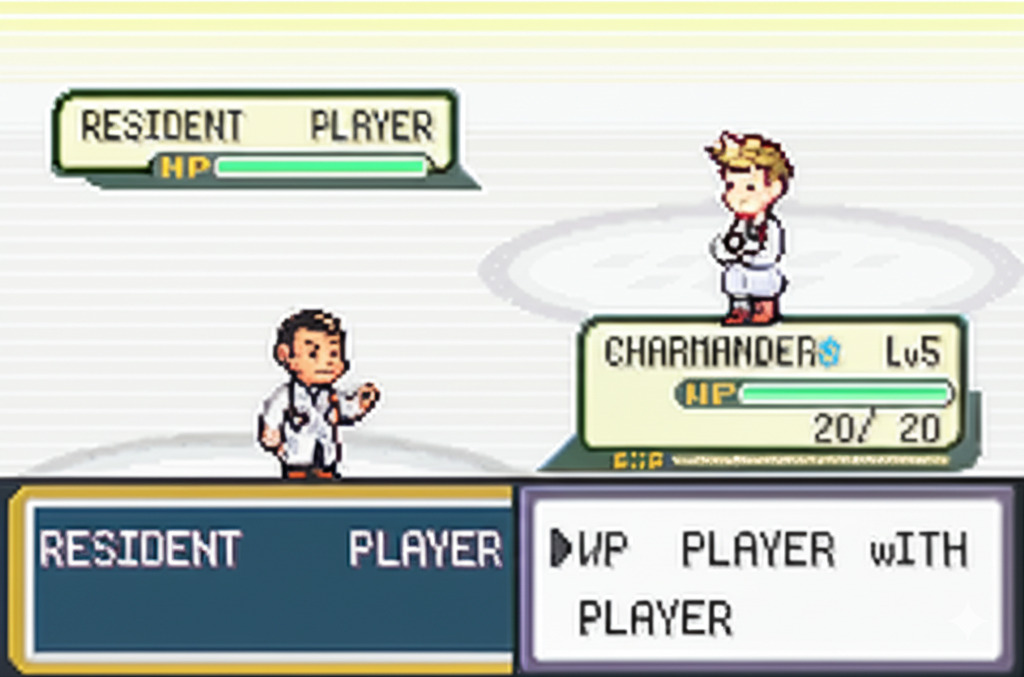 RESIDENT PLAYER
HP
CHARMANDER Lv5
HP
20/ 20
RESIDENT PLAYER
WP PLAYER wITH
PLAYER